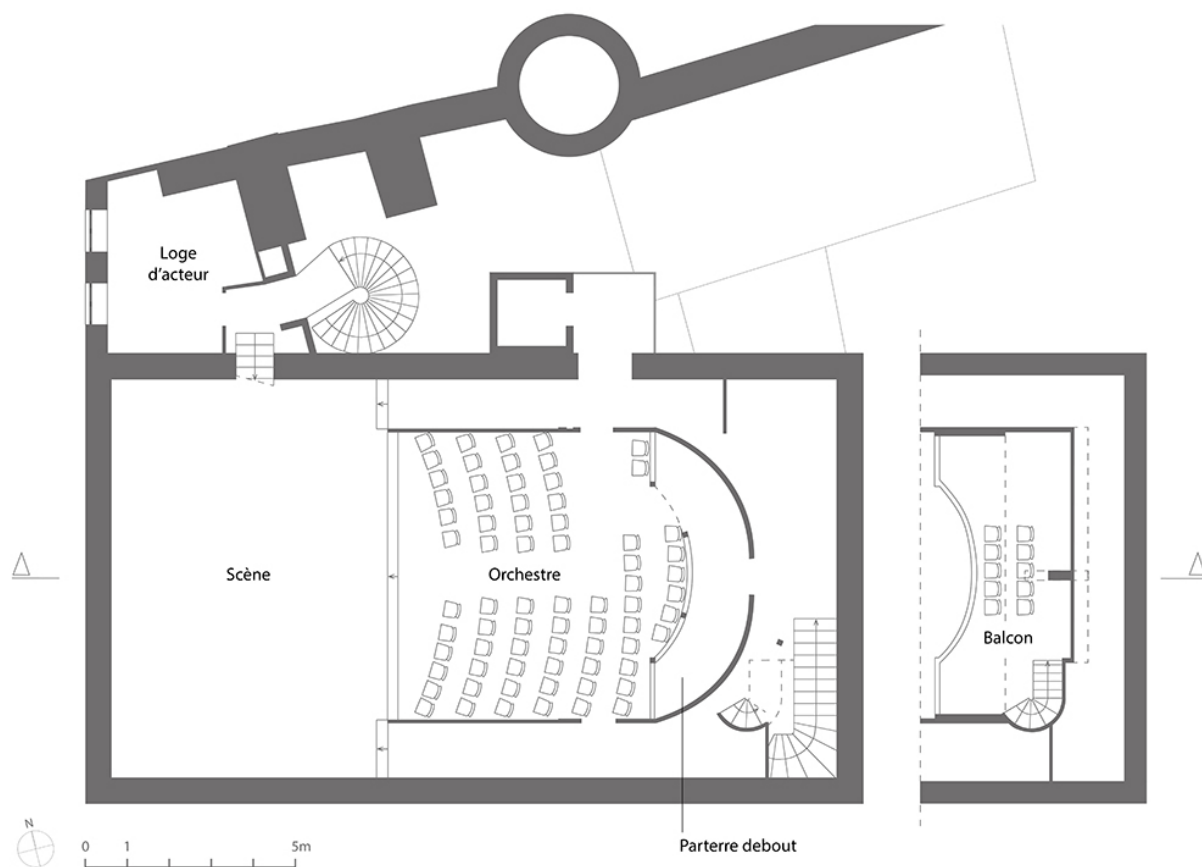 Loge
d'acteur
Scène
Orchestre
Balcon
Parterre debout
N
0 1 5m